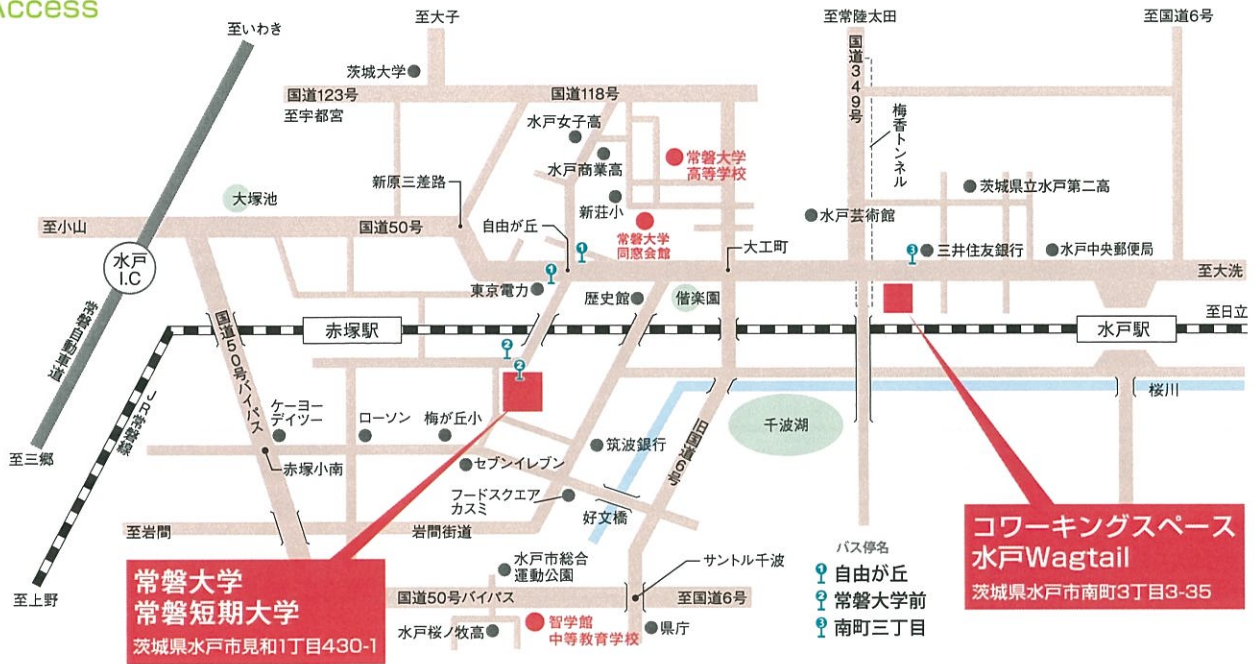 Access
至いわき
至大子
至常陸太田
至国道6号
茨城大学
国道123号
国道118号
至宇都宮
国道349号
梅香トンネル
水戸女子高
水戸商業高
常磐大学
高等学校
新荘小
新原三差路
大塚池
至小山
国道50号
自由が丘
常磐大学
同窓会館
大工町
水戸芸術館
茨城県立水戸第二高
三井住友銀行
水戸中央郵便局
至大洗
水戸
I.C
常磐自動車道
東京電力
歴史館
偕楽園
至日立
国道50号バイパス
赤塚駅
水戸駅
JR常磐線
桜川
千波湖
旧国道6号
ケーヨー
デイツー
ローソン
梅が丘小
筑波銀行
至三郷
赤塚小南
セブンイレブン
フードスクエア
カスミ
好文橋
至岩間
岩間街道
水戸市総合
運動公園
サントル千波
至上野
国道50号バイパス
至国道6号
水戸桜ノ牧高
智学館
中等教育学校
県庁
常磐大学
常磐短期大学
茨城県水戸市見和1丁目430-1
バス停名
1 自由が丘
2 常磐大学前
3 南町三丁目
コワーキングスペース
水戸Wagtail
茨城県水戸市南町3丁目3-35
1
1
2
2
3